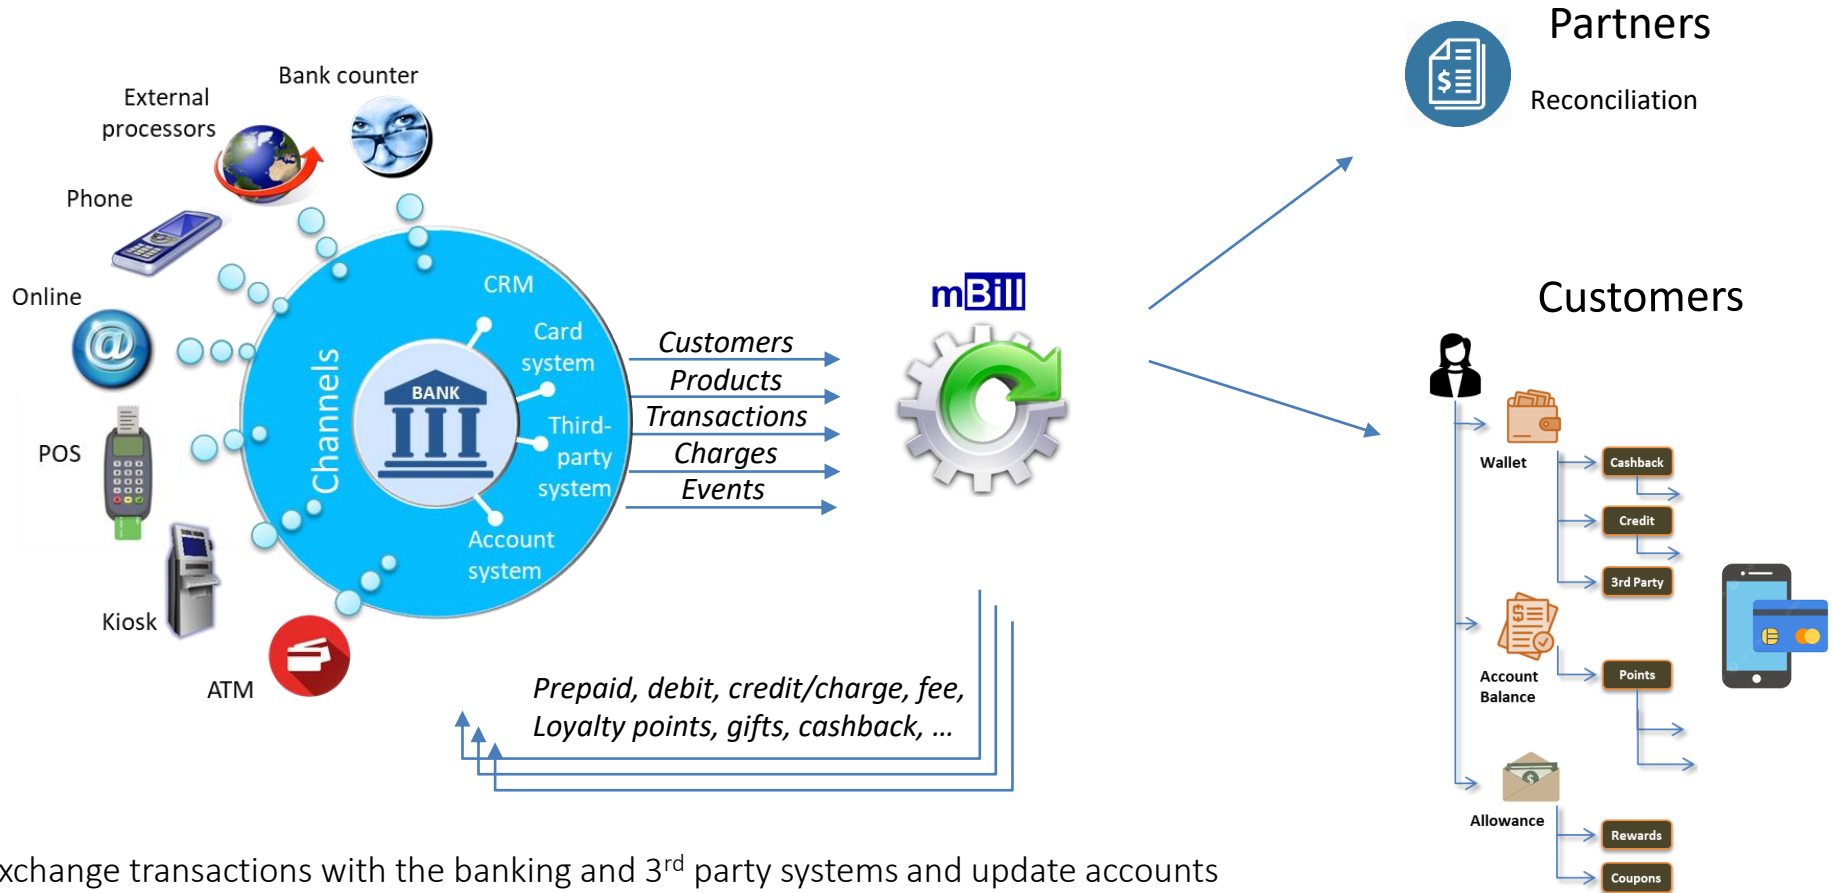 Partners
Reconciliation
Bank counter
External
processors
Phone
Online
POS
Kiosk
ATM
Channels
BANK
CRM
Card
system
Third-
party
system
Account
system
Customers
Products
Transactions
Charges
Events
mBill
Prepaid, debit, credit/charge, fee,
Loyalty points, gifts, cashback, ...
Customers
Wallet
Cashback
Credit
3rd Party
Account
Balance
Points
Allowance
Rewards
Coupons
xchange transactions with the banking and 3rd party systems and update accounts